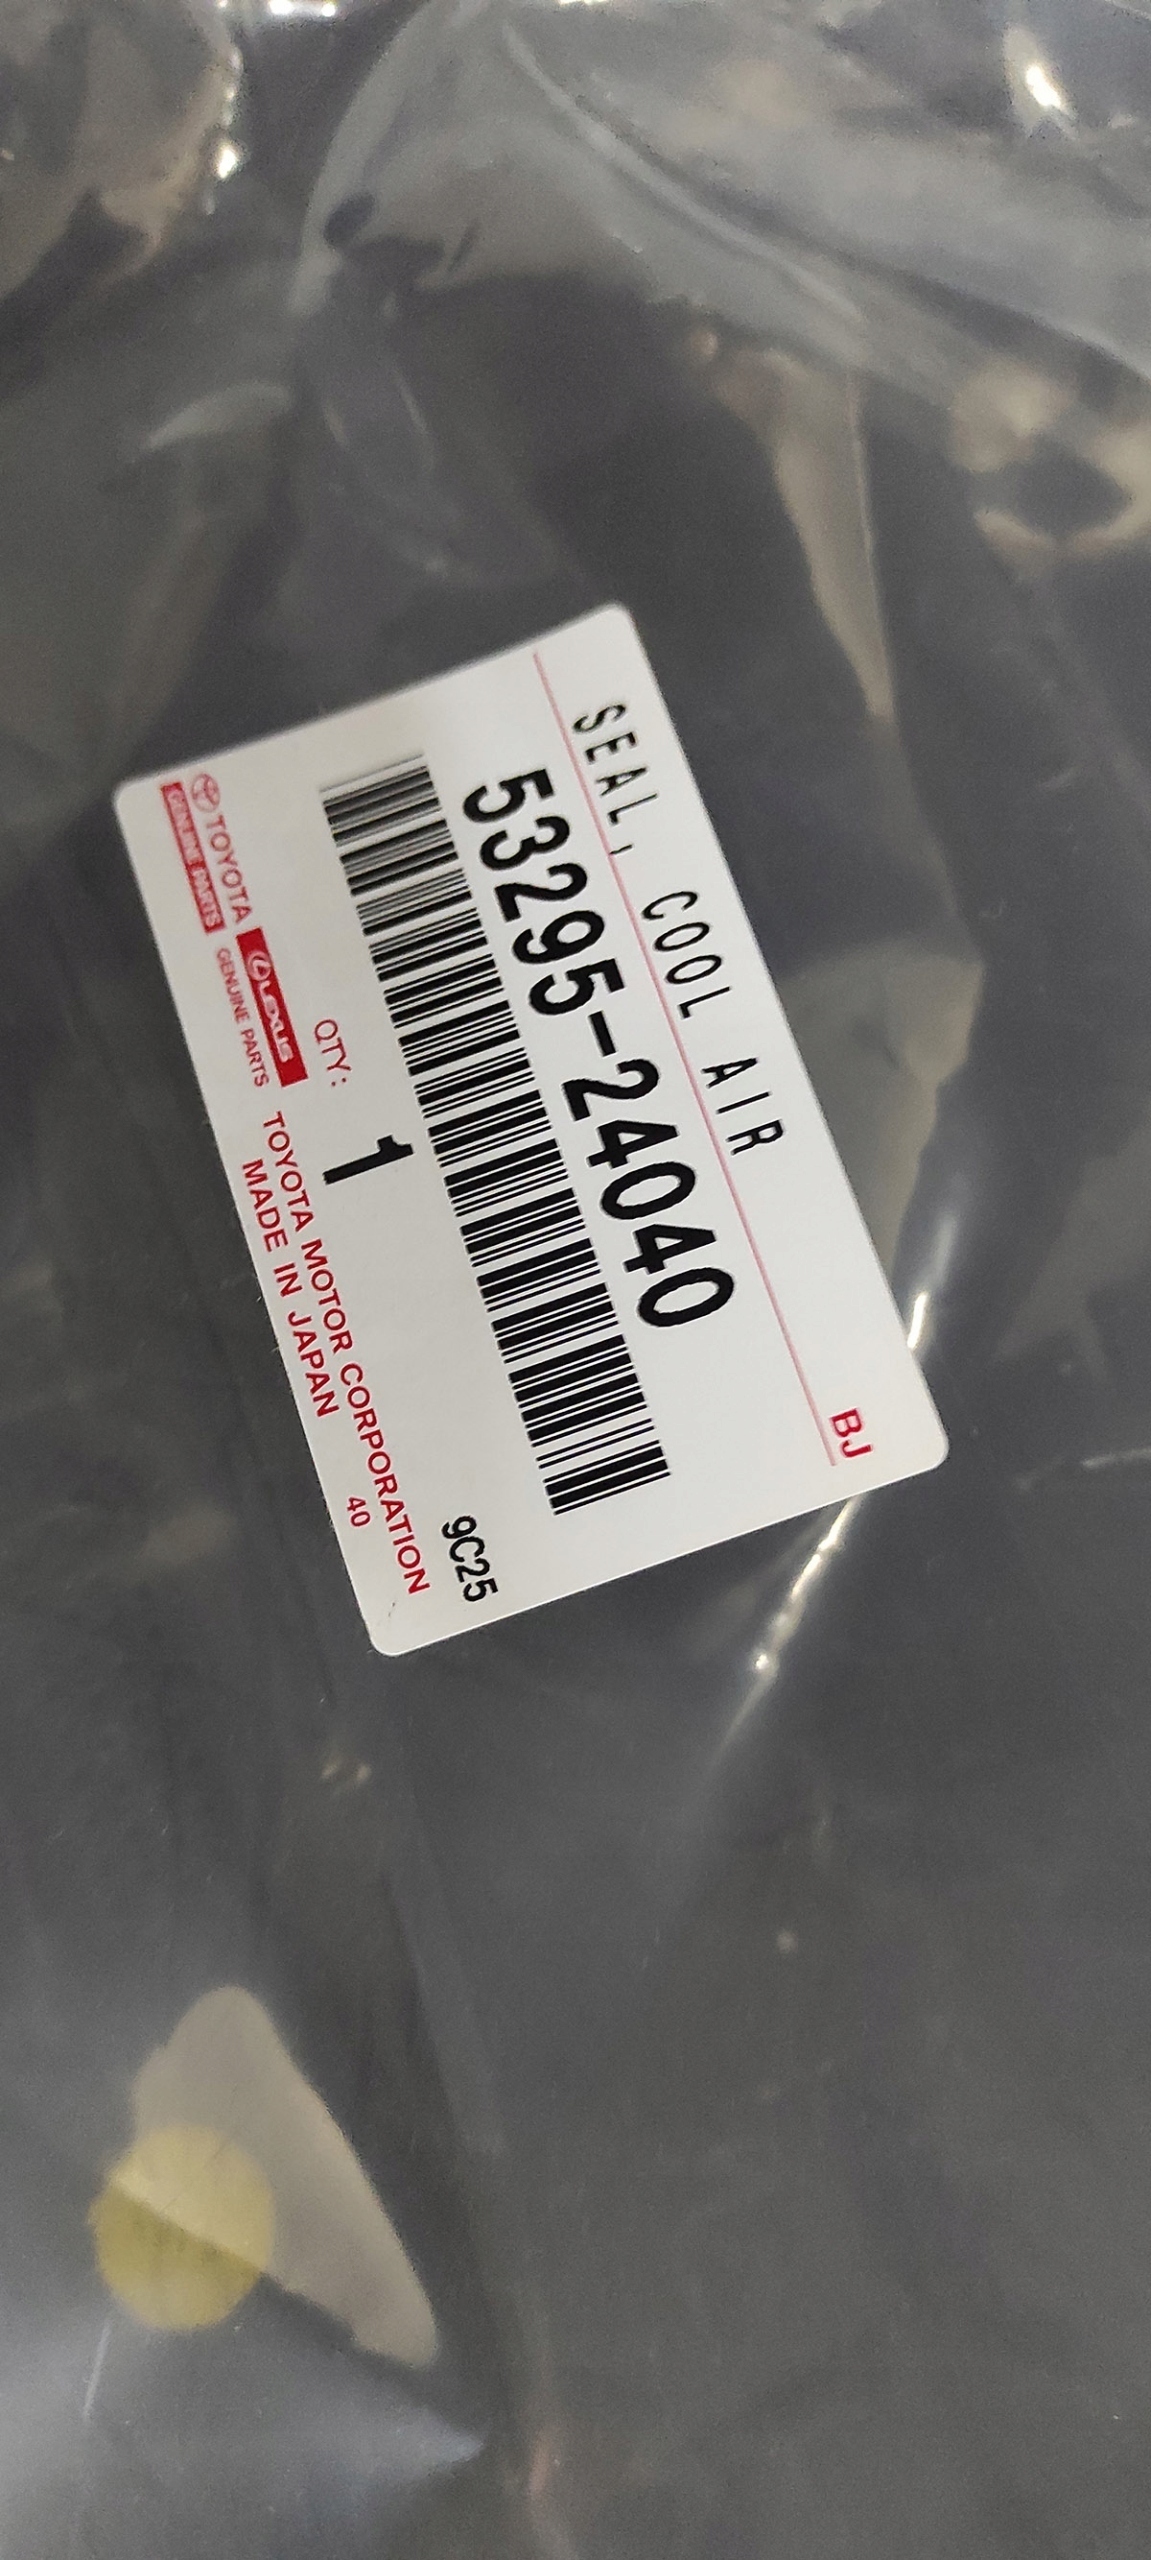 SEAL, COOL AIR
BJ
53295-24040
QTY: 1
9C25
TOYOTA
GENUINE PARTS
LEXUS
GENUINE PARTS
TOYOTA MOTOR CORPORATION
MADE IN JAPAN 40